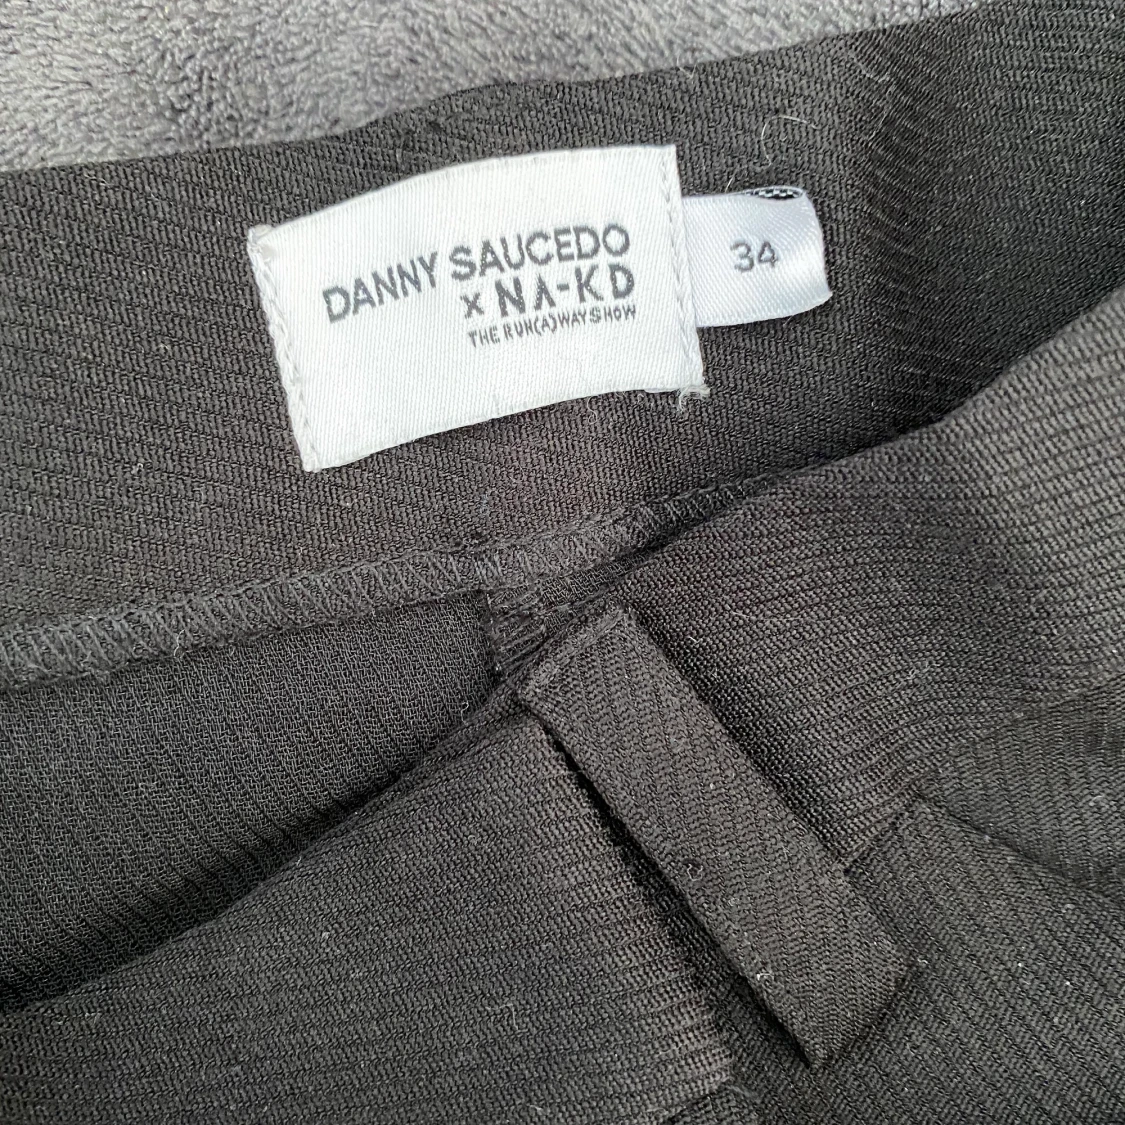 DANNY SAUCEDO
x NA-KD
THE RUN(A)WAY SHOW
34